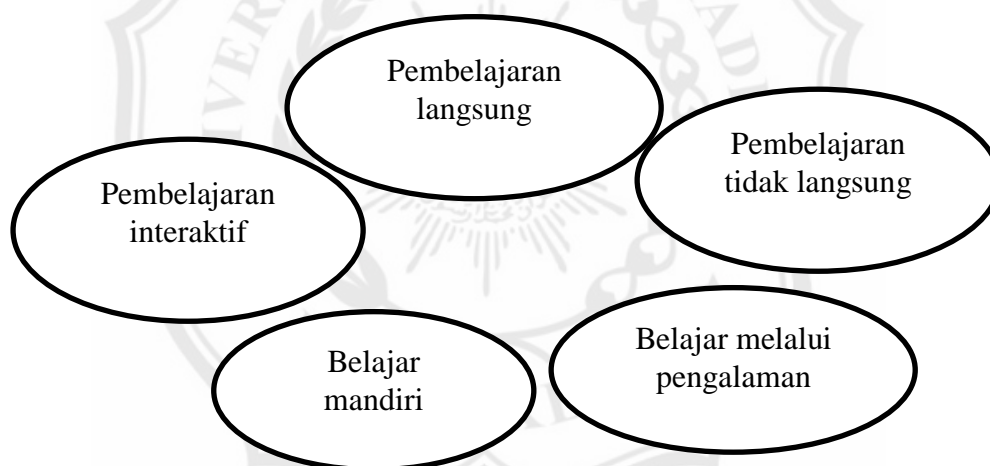 Pembelajaran
langsung
Pembelajaran
tidak langsung
Pembelajaran
interaktif
Belajar melalui
pengalaman
Belajar
mandiri